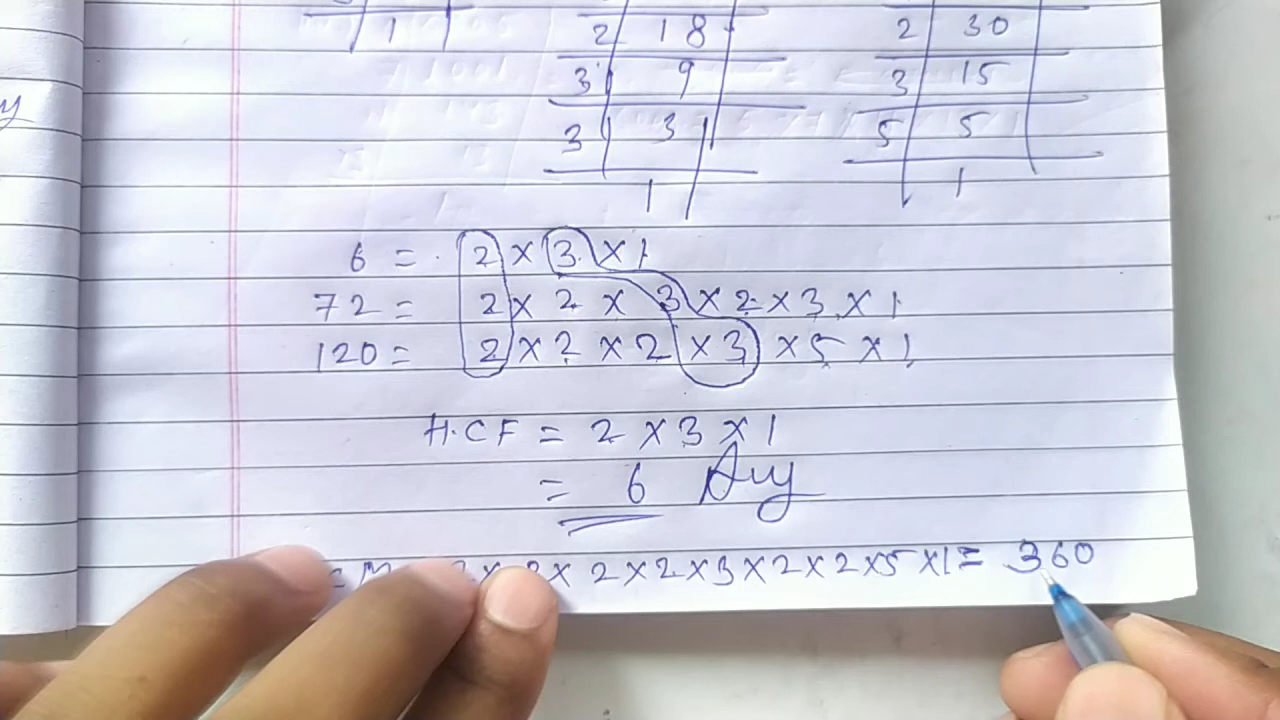 1
2 18
3 9
3 3
1
2 30
3 15
5 5
1
6 = 2 × 3 × 1
72 = 2 × 2 × 3 × 2 × 3 × 1
120 = 2 × 2 × 2 × 3 × 5 × 1
H.C.F = 2 × 3 × 1
= 6 Ans
× 2 × 2 × 3 × 2 × 2 × 5 × 1 = 360